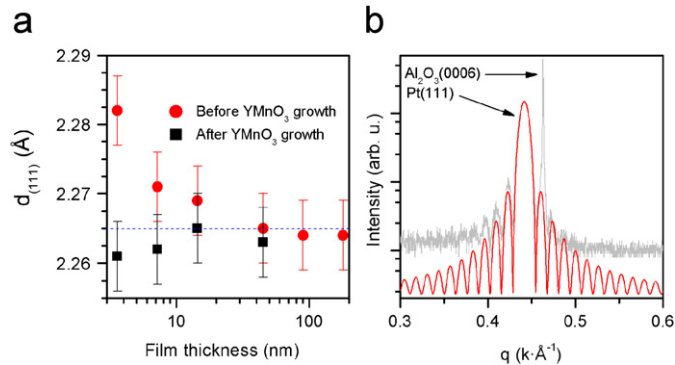 a
b
2.29
2.28
2.27
2.26
d(111) (Å)
Before YMnO3 growth
After YMnO3 growth
10
100
Film thickness (nm)
Al2O3(0006)
Pt(111)
Intensity (arb. u.)
0.3
0.4
0.5
0.6
q (k·Å-1)